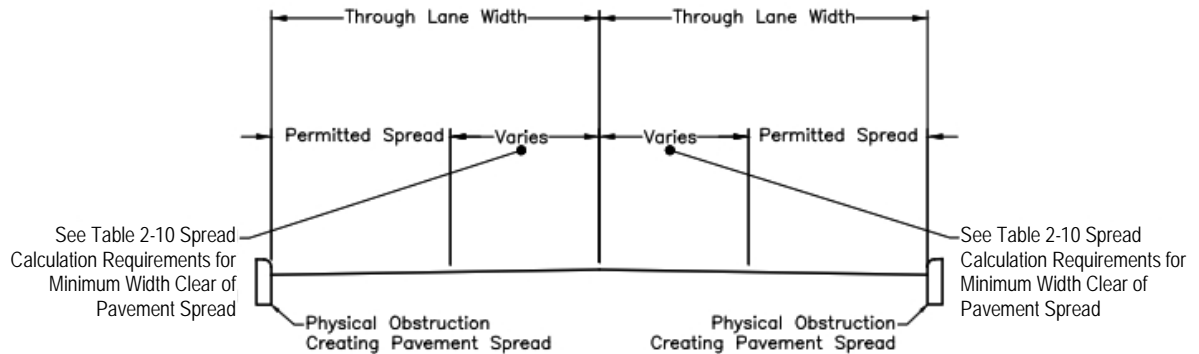 Through Lane Width Through Lane Width
Permitted Spread Varies Varies Permitted Spread
See Table 2-10 Spread
Calculation Requirements for
Minimum Width Clear of
Pavement Spread
See Table 2-10 Spread
Calculation Requirements for
Minimum Width Clear of
Pavement Spread
Physical Obstruction
Creating Pavement Spread
Physical Obstruction
Creating Pavement Spread